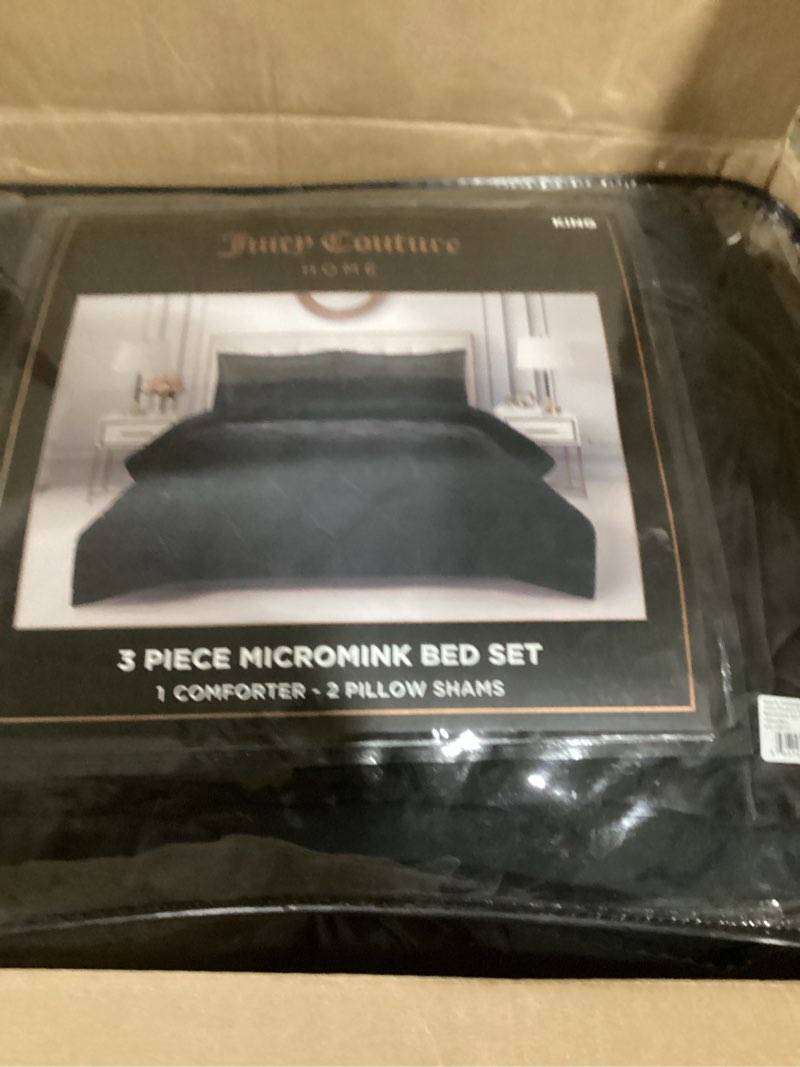 KING
Juicy Couture
HOME
3 PIECE MICROMINK BED SET
1 COMFORTER - 2 PILLOW SHAMS